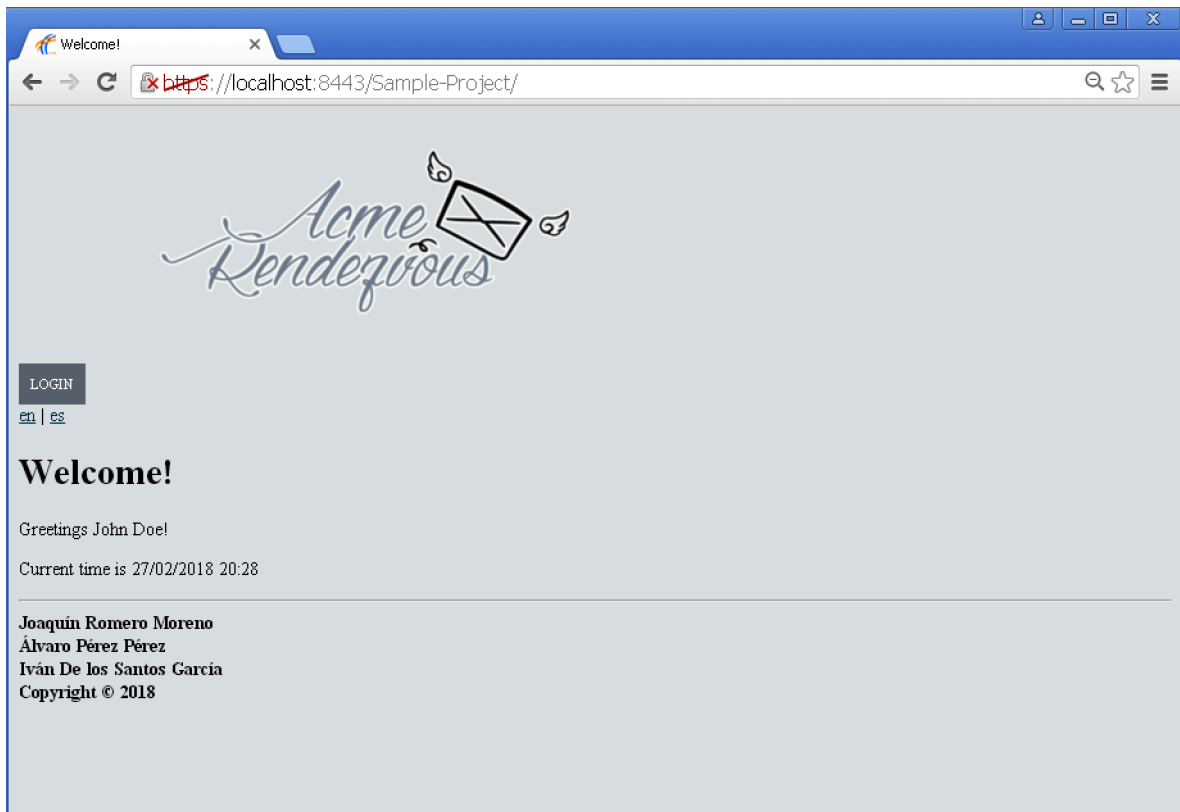 Welcome!
https://localhost:8443/Sample-Project/
Acme
Rendezvous
LOGIN
en | es
Welcome!
Greetings John Doe!
Current time is 27/02/2018 20:28
Joaquín Romero Moreno
Álvaro Pérez Pérez
Iván De los Santos García
Copyright © 2018